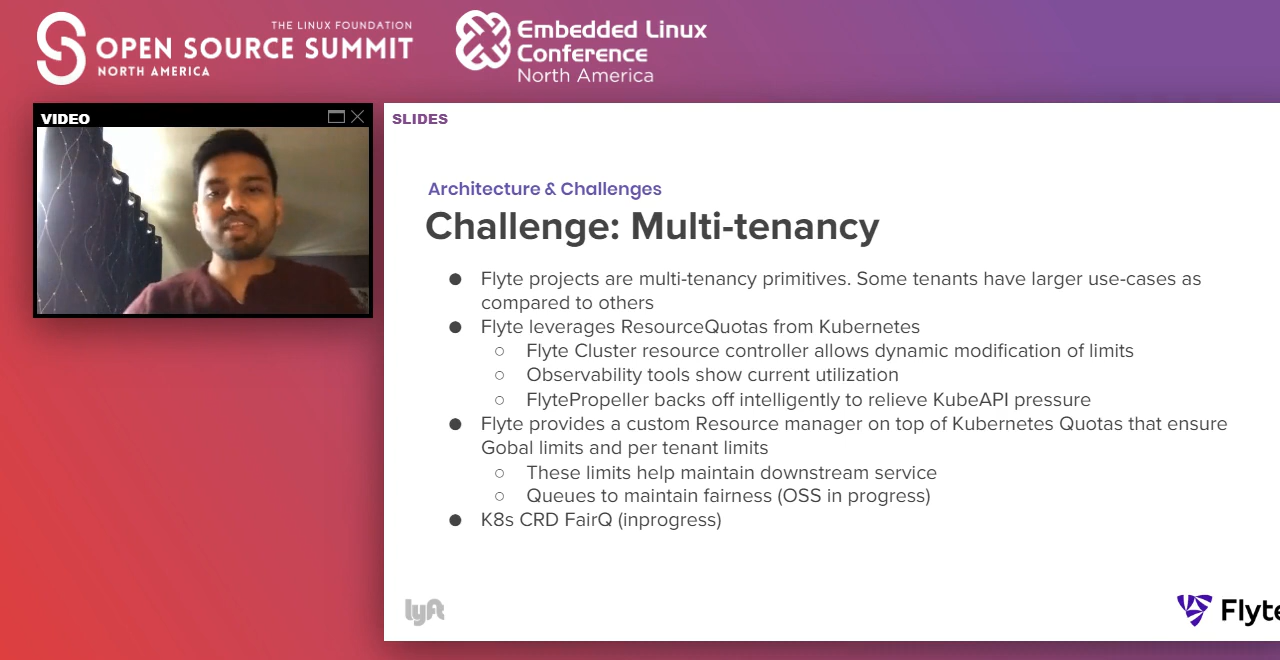 THE LINUX FOUNDATION
OPEN SOURCE SUMMIT
NORTH AMERICA
Embedded Linux
Conference
North America
VIDEO
SLIDES
Architecture & Challenges
Challenge: Multi-tenancy
● Flyte projects are multi-tenancy primitives. Some tenants have larger use-cases as
compared to others
● Flyte leverages ResourceQuotas from Kubernetes
○ Flyte Cluster resource controller allows dynamic modification of limits
○ Observability tools show current utilization
○ FlytePropeller backs off intelligently to relieve KubeAPI pressure
● Flyte provides a custom Resource manager on top of Kubernetes Quotas that ensure
Gobal limits and per tenant limits
○ These limits help maintain downstream service
○ Queues to maintain fairness (OSS in progress)
● K8s CRD FairQ (inprogress)
lyft
Flyte